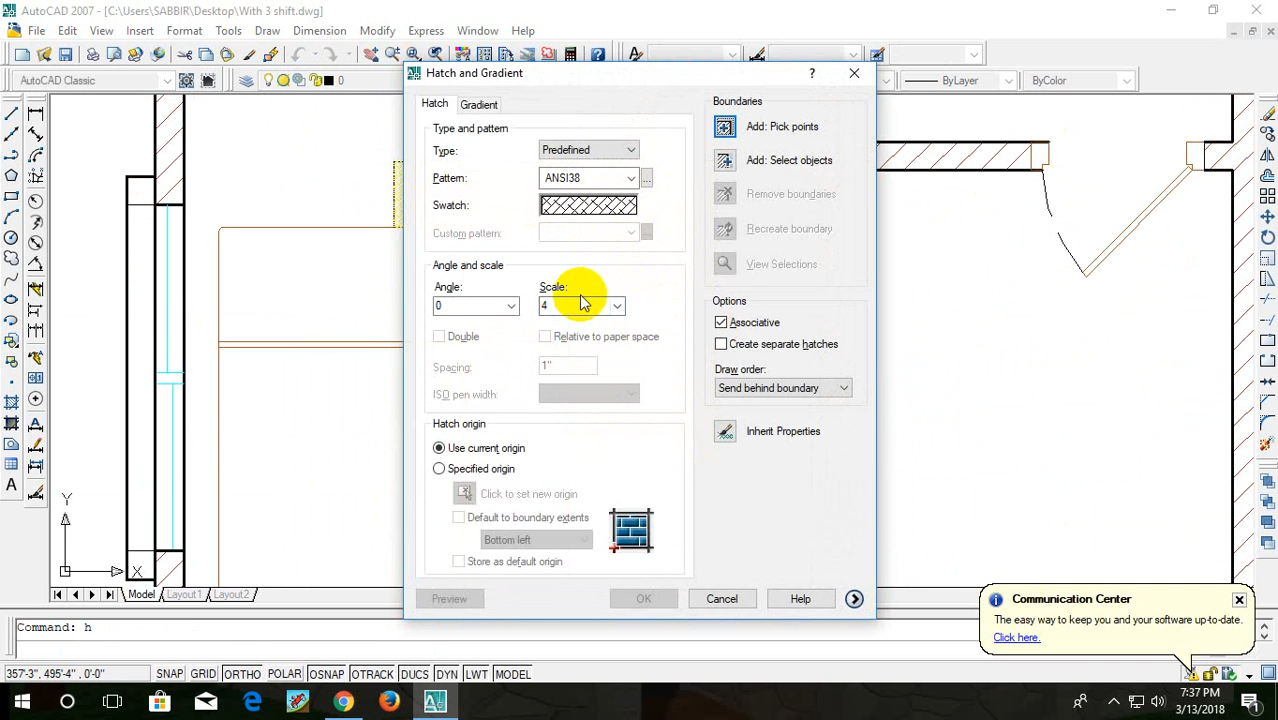 AutoCAD 2007 - [C:\Users\SABBIR\Desktop\With 3 shift.dwg]
File Edit View Insert Format Tools Draw Dimension Modify Express Window Help
AutoCAD Classic
0
ByLayer
ByColor
Hatch and Gradient
?
Hatch
Gradient
Type and pattern
Type:
Predefined
Pattern:
ANSI38
...
Swatch:
Custom pattern:
...
Angle and scale
Angle:
Scale:
0
4
Double
Relative to paper space
Spacing:
1"
ISO pen width:
Hatch origin
Use current origin
Specified origin
Click to set new origin
Default to boundary extents
Bottom left
Store as default origin
Boundaries
Add: Pick points
Add: Select objects
Remove boundaries
Recreate boundary
View Selections
Options
Associative
Create separate hatches
Draw order:
Send behind boundary
Inherit Properties
Preview
OK
Cancel
Help
Y
X
Model
Layout1
Layout2
Communication Center
The easy way to keep you and your software up-to-date.
Click here.
Command: h
357'-3", 495'-4", 0'-0"
SNAP GRID ORTHO POLAR OSNAP OTRACK DUCS DYN LWT MODEL
7:37 PM
3/13/2018
1